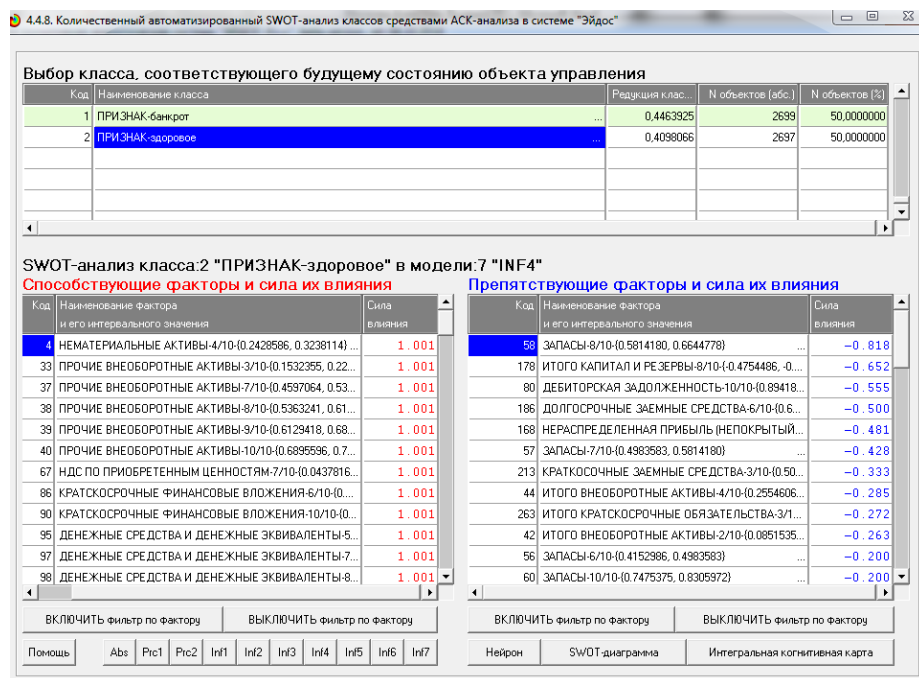 4.4.8. Количественный автоматизированный SWOT-анализ классов средствами АСК-анализа в системе "Эйдос"
Выбор класса, соответствующего будущему состоянию объекта управления
Код Наименование класса Редукция клас... N объектов (абс.) N объектов (%)
1 ПРИЗНАК-банкрот ... 0,4463925 2699 50,0000000
2 ПРИЗНАК-здоровое ... 0,4098066 2697 50,0000000
SWOT-анализ класса:2 "ПРИЗНАК-здоровое" в модели:7 "INF4"
Способствующие факторы и сила их влияния
Код Наименование фактора Сила
и его интервального значения влияния
4 НЕМАТЕРИАЛЬНЫЕ АКТИВЫ-4/10-{0.2428586, 0.3238114} ... 1.001
33 ПРОЧИЕ ВНЕОБОРОТНЫЕ АКТИВЫ-3/10-{0.1532355, 0.22... 1.001
37 ПРОЧИЕ ВНЕОБОРОТНЫЕ АКТИВЫ-7/10-{0.4597064, 0.53... 1.001
38 ПРОЧИЕ ВНЕОБОРОТНЫЕ АКТИВЫ-8/10-{0.5363241, 0.61... 1.001
39 ПРОЧИЕ ВНЕОБОРОТНЫЕ АКТИВЫ-9/10-{0.6129418, 0.68... 1.001
40 ПРОЧИЕ ВНЕОБОРОТНЫЕ АКТИВЫ-10/10-{0.6895596, 0.7... 1.001
67 НДС ПО ПРИОБРЕТЕННЫМ ЦЕННОСТЯМ-7/10-{0.0437816... 1.001
86 КРАТСКОСРОЧНЫЕ ФИНАНСОВЫЕ ВЛОЖЕНИЯ-6/10-{0.... 1.001
90 КРАТСКОСРОЧНЫЕ ФИНАНСОВЫЕ ВЛОЖЕНИЯ-10/10-{0... 1.001
95 ДЕНЕЖНЫЕ СРЕДСТВА И ДЕНЕЖНЫЕ ЭКВИВАЛЕНТЫ-5... 1.001
97 ДЕНЕЖНЫЕ СРЕДСТВА И ДЕНЕЖНЫЕ ЭКВИВАЛЕНТЫ-7... 1.001
98 ДЕНЕЖНЫЕ СРЕДСТВА И ДЕНЕЖНЫЕ ЭКВИВАЛЕНТЫ-8... 1.001
ВКЛЮЧИТЬ фильтр по фактору ВЫКЛЮЧИТЬ фильтр по фактору
Помощь Abs Prc1 Prc2 Inf1 Inf2 Inf3 Inf4 Inf5 Inf6 Inf7
Препятствующие факторы и сила их влияния
Код Наименование фактора Сила
и его интервального значения влияния
58 ЗАПАСЫ-8/10-{0.5814180, 0.6644778} ... -0.818
178 ИТОГО КАПИТАЛ И РЕЗЕРВЫ-8/10-{-0.4754486, -0.... -0.652
80 ДЕБИТОРСКАЯ ЗАДОЛЖЕННОСТЬ-10/10-{0.89418... -0.555
186 ДОЛГОСРОЧНЫЕ ЗАЕМНЫЕ СРЕДСТВА-6/10-{0.6... -0.500
168 НЕРАСПРЕДЕЛЕННАЯ ПРИБЫЛЬ (НЕПОКРЫТЫЙ... -0.481
57 ЗАПАСЫ-7/10-{0.4983583, 0.5814180} ... -0.428
213 КРАТКОСОЧНЫЕ ЗАЕМНЫЕ СРЕДСТВА-3/10-{0.50... -0.333
44 ИТОГО ВНЕОБОРОТНЫЕ АКТИВЫ-4/10-{0.2554606... -0.285
263 ИТОГО КРАТСКОСРОЧНЫЕ ОБЯЗАТЕЛЬСТВА-3/1... -0.272
42 ИТОГО ВНЕОБОРОТНЫЕ АКТИВЫ-2/10-{0.0851535... -0.263
56 ЗАПАСЫ-6/10-{0.4152986, 0.4983583} ... -0.200
60 ЗАПАСЫ-10/10-{0.7475375, 0.8305972} ... -0.200
ВКЛЮЧИТЬ фильтр по фактору ВЫКЛЮЧИТЬ фильтр по фактору
Нейрон SWOT-диаграмма Интегральная когнитивная карта